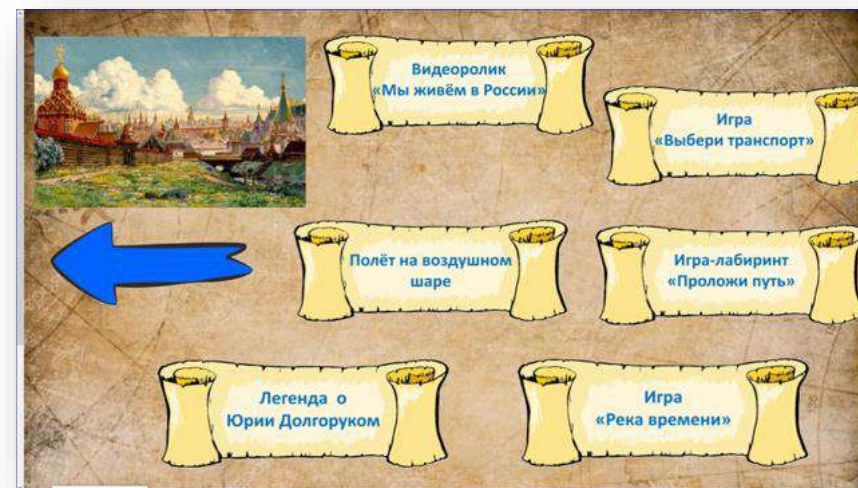 Видеоролик
«Мы живём в России»
Игра
«Выбери транспорт»
Полёт на воздушном
шаре
Игра-лабиринт
«Проложи путь»
Легенда о
Юрии Долгоруком
Игра
«Река времени»